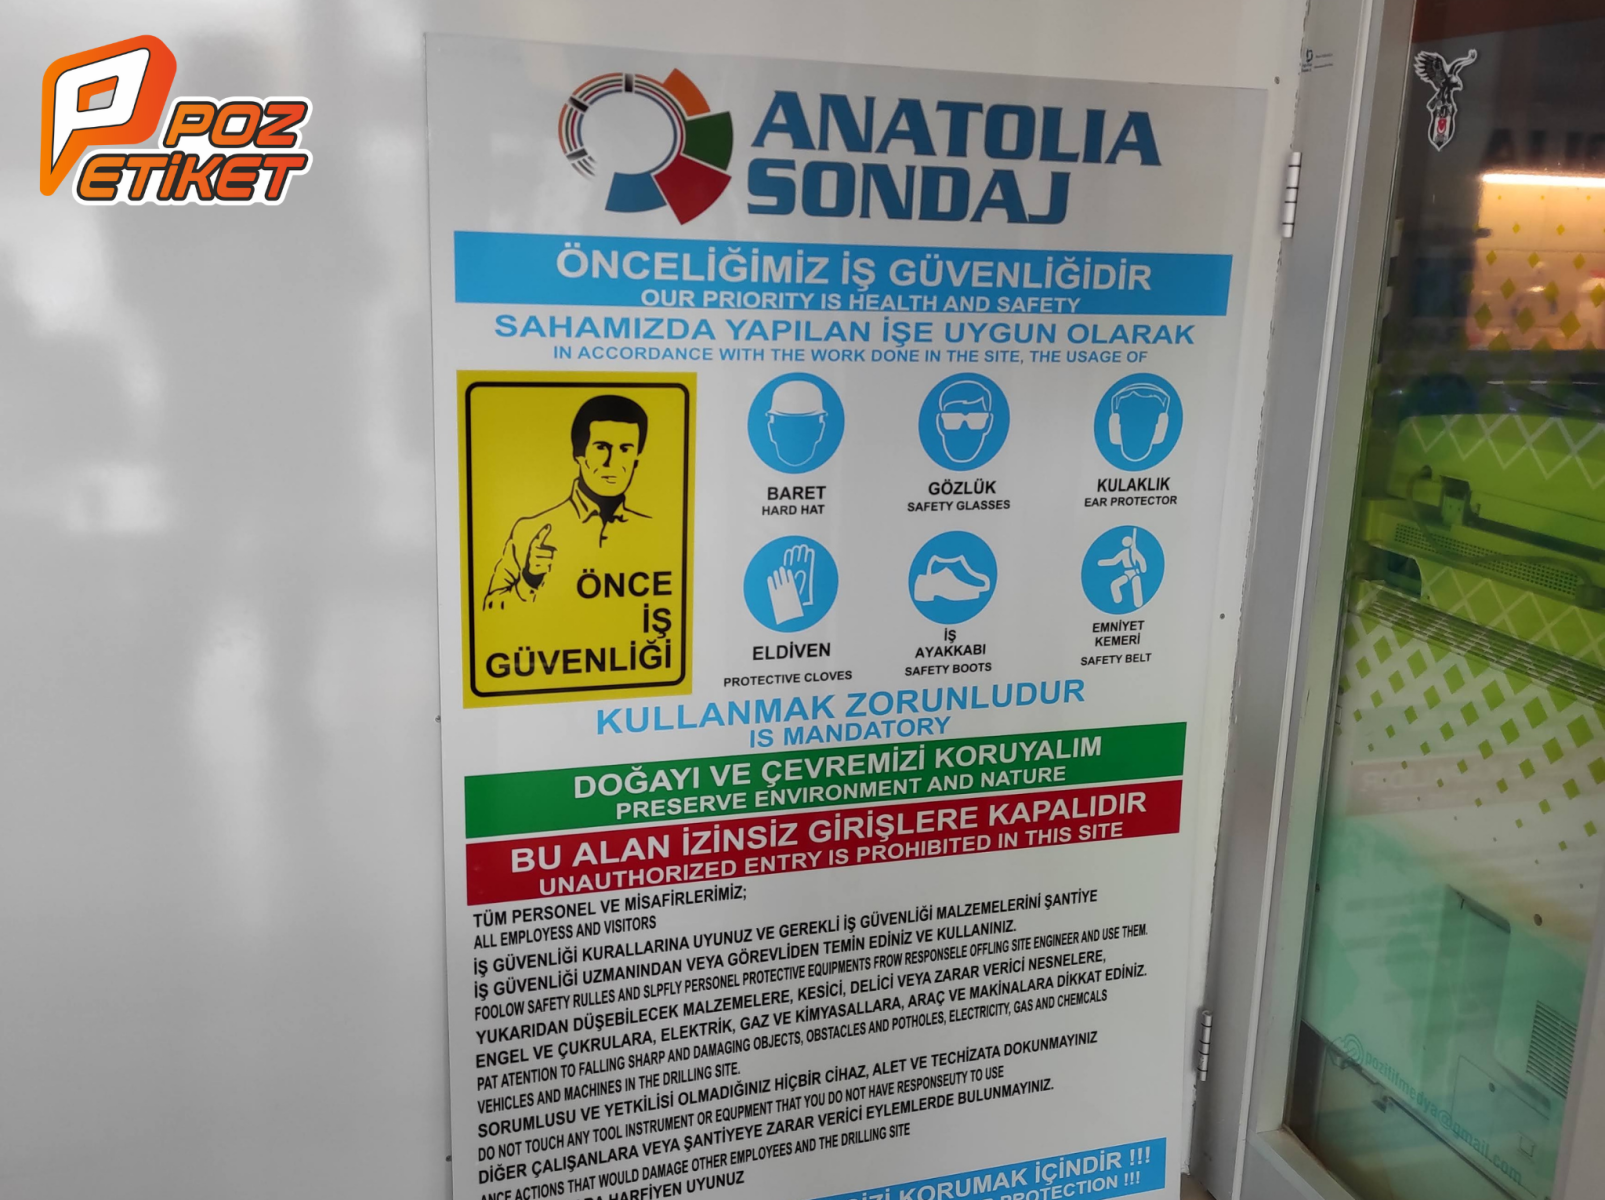 POZ
ETİKET
ANATOLIA
SONDAJ
ÖNCELİĞİMİZ İŞ GÜVENLİĞİDİR
OUR PRIORITY IS HEALTH AND SAFETY
SAHAMIZDA YAPILAN İŞE UYGUN OLARAK
IN ACCORDANCE WITH THE WORK DONE IN THE SITE, THE USAGE OF
ÖNCE
İŞ
GÜVENLİĞİ
BARET
HARD HAT
GÖZLÜK
SAFETY GLASSES
KULAKLIK
EAR PROTECTOR
ELDİVEN
PROTECTIVE CLOVES
İŞ
AYAKKABI
SAFETY BOOTS
EMNİYET
KEMERİ
SAFETY BELT
KULLANMAK ZORUNLUDUR
IS MANDATORY
DOĞAYI VE ÇEVREMİZİ KORUYALIM
PRESERVE ENVIRONMENT AND NATURE
BU ALAN İZİNSİZ GİRİŞLERE KAPALIDIR
UNAUTHORIZED ENTRY IS PROHIBITED IN THIS SITE
TÜM PERSONEL VE MİSAFİRLERİMİZ;
ALL EMPLOYESS AND VISITORS
İŞ GÜVENLİĞİ KURALLARINA UYUNUZ VE GEREKLİ İŞ GÜVENLİĞİ MALZEMELERİNİ ŞANTİYE
İŞ GÜVENLİĞİ UZMANINDAN VEYA GÖREVLİDEN TEMIN EDİNİZ VE KULLANINIZ.
FOOLOW SAFETY RULLES AND SLPFLY PERSONEL PROTECTIVE EQUIPMENTS FROW RESPONSELE OFFLING SITE ENGINEER AND USE THEM.
YUKARIDAN DÜŞEBİLECEK MALZEMELERE, KESİCİ, DELİCİ VEYA ZARAR VERİCİ NESNELERE,
ENGEL VE ÇUKRULARA, ELEKTRİK, GAZ VE KİMYASALLARA, ARAÇ VE MAKİNALARA DİKKAT EDİNİZ.
PAT ATENTION TO FALLING SHARP AND DAMAGING OBJECTS, OBSTACLES AND POTHOLES, ELECTRICITY, GAS AND CHEMCALS
VEHICLES AND MACHINES IN THE DRILLING SITE.
SORUMLUSU VE YETKİLİSİ OLMADIĞINIZ HİÇBİR CİHAZ, ALET VE TECHİZATA DOKUNMAYINIZ
DO NOT TOUCH ANY TOOL INSTRUMENT OR EQUPMENT THAT YOU DO NOT HAVE RESPONSEUTY TO USE
DİĞER ÇALIŞANLARA VEYA ŞANTİYEYE ZARAR VERİCİ EYLEMLERDE BULUNMAYINIZ.
ACTIONS THAT WOULD DAMAGE OTHER EMPLOYEES AND THE DRILLING SITE
HARFİYEN UYUNUZ
KORUMAK İÇİNDİR !!!
PROTECTION !!!
pozitifmedya@gmail.com